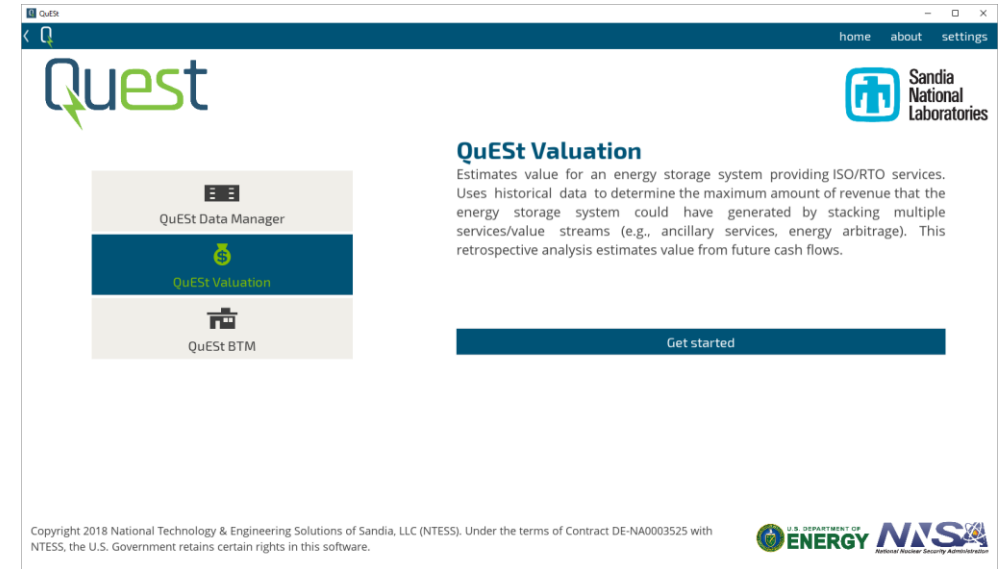 QuESt
home about settings
Quest
Sandia
National
Laboratories
QuESt Valuation
Estimates value for an energy storage system providing ISO/RTO services.
Uses historical data to determine the maximum amount of revenue that the
energy storage system could have generated by stacking multiple
services/value streams (e.g., ancillary services, energy arbitrage). This
retrospective analysis estimates value from future cash flows.
QuESt Data Manager
QuESt Valuation
QuESt BTM
Get started
Copyright 2018 National Technology & Engineering Solutions of Sandia, LLC (NTESS). Under the terms of Contract DE-NA0003525 with
NTESS, the U.S. Government retains certain rights in this software.
U.S. DEPARTMENT OF
ENERGY
NNSA
National Nuclear Security Administration